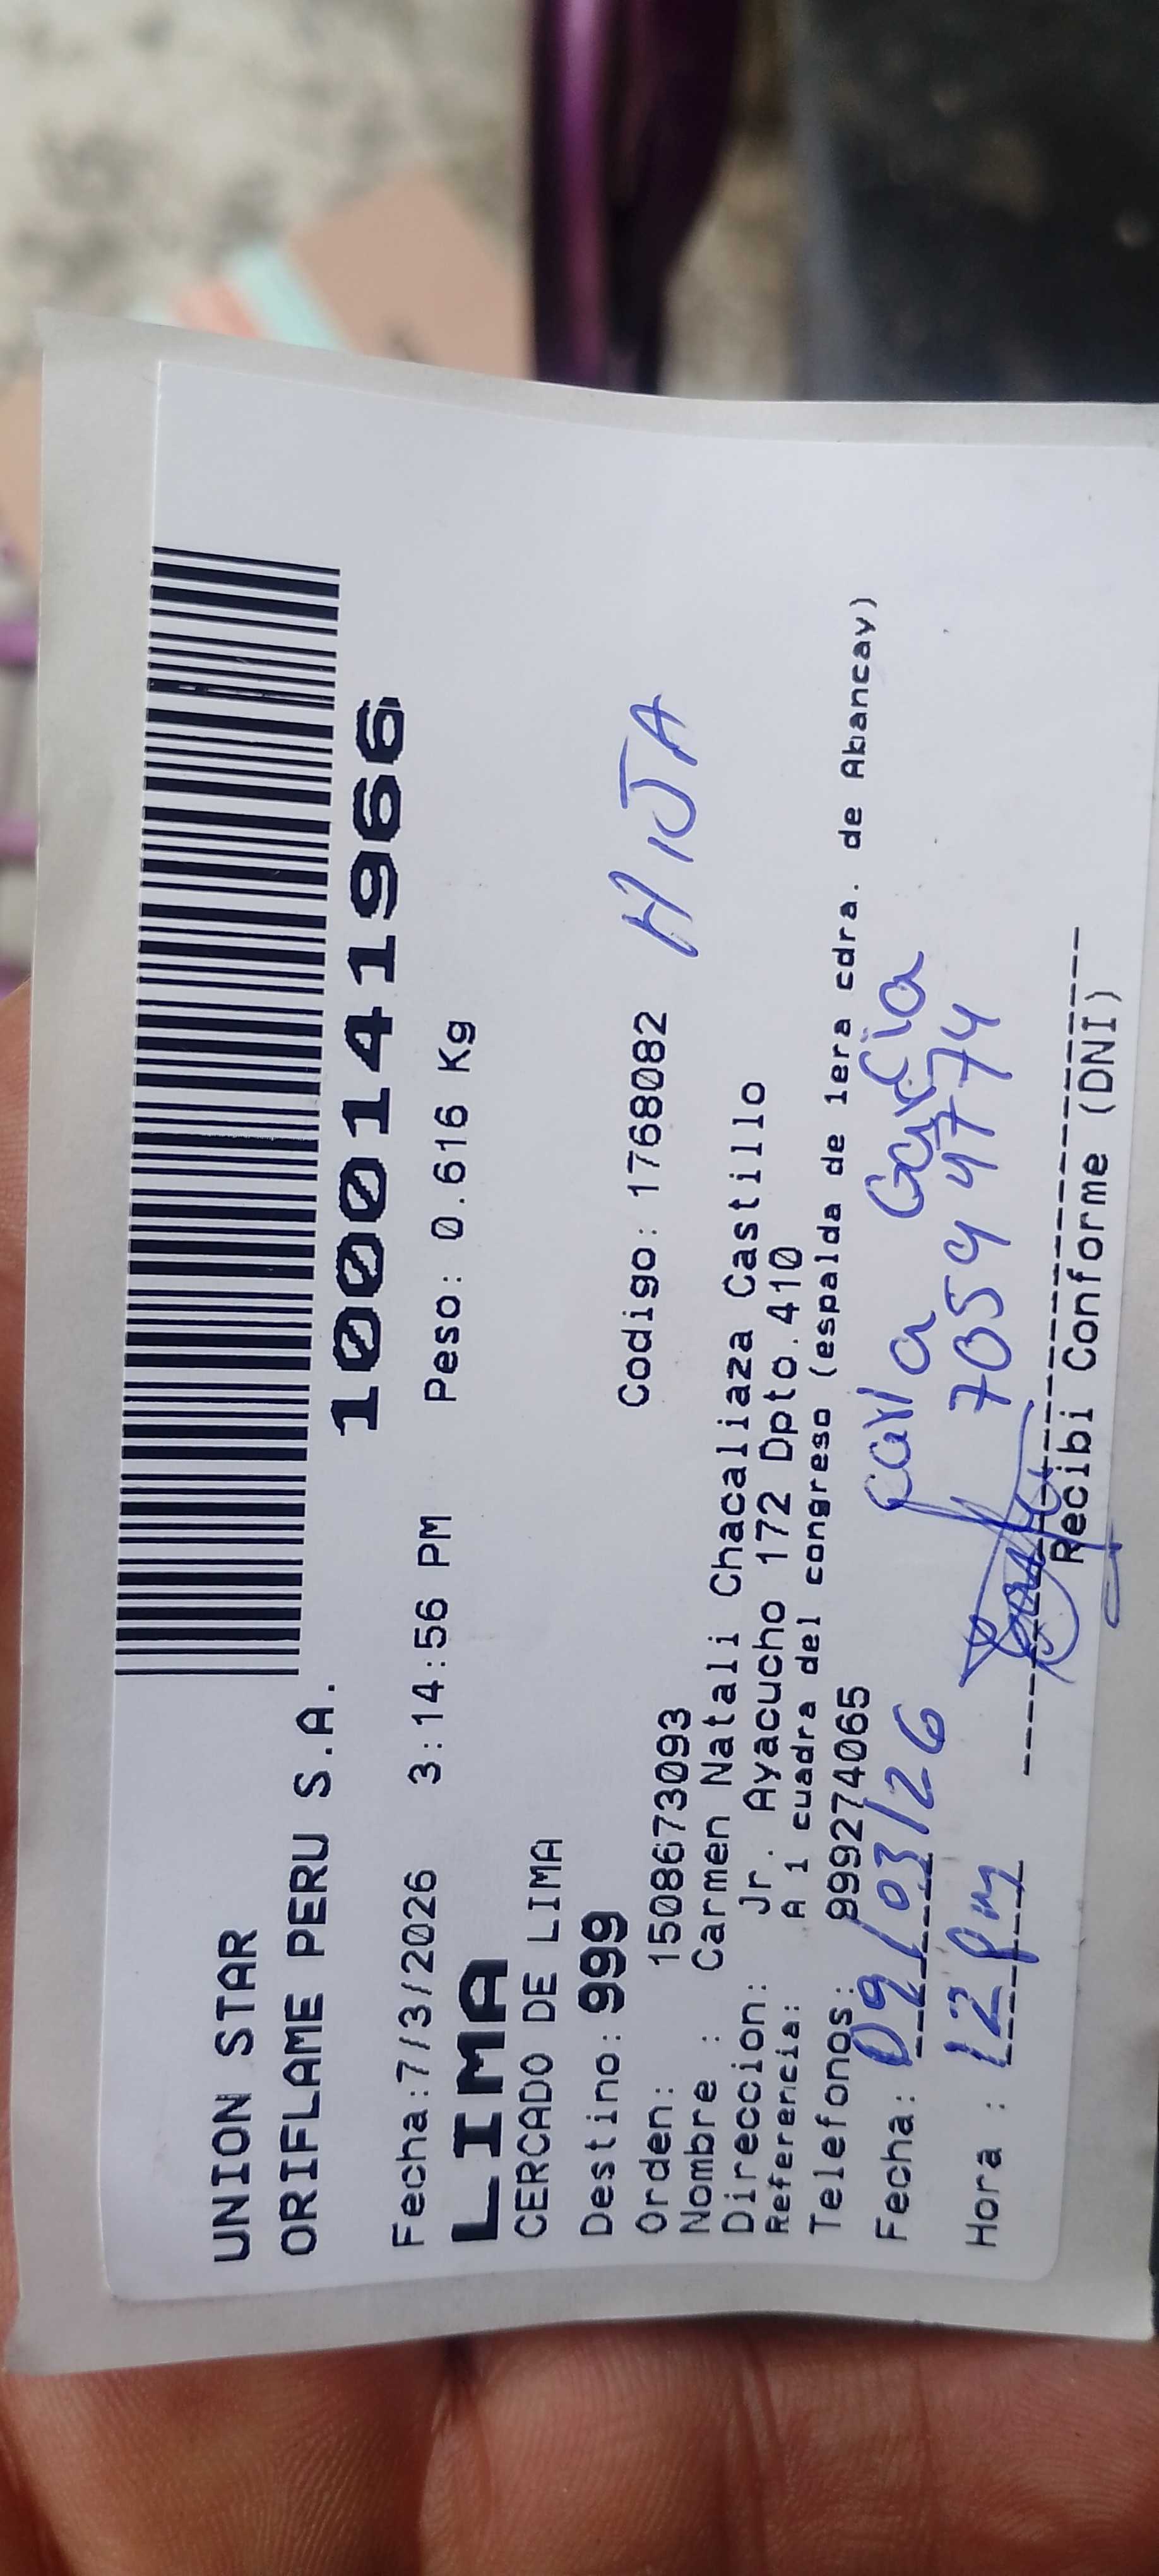 UNION STAR
ORIFLAME PERU S.A.
100141966
Fecha:7/3/2026 3:14:56 PM Peso: 0.616 Kg
LIMA
CERCADO DE LIMA
Destino: 999
Codigo: 1768082 HIJA
Orden: 1508673093
Nombre : Carmen Natali Chacaliaza Castillo
Direccion: Jr. Ayacucho 172 Dpto.410
Referencia: A 1 cuadra del congreso (espalda de 1era cdra. de Abancay)
Telefonos: 999274065
Fecha: 09/03/26 Garcia
Hora : 12 pm 70594774
Recibi Conforme (DNI)